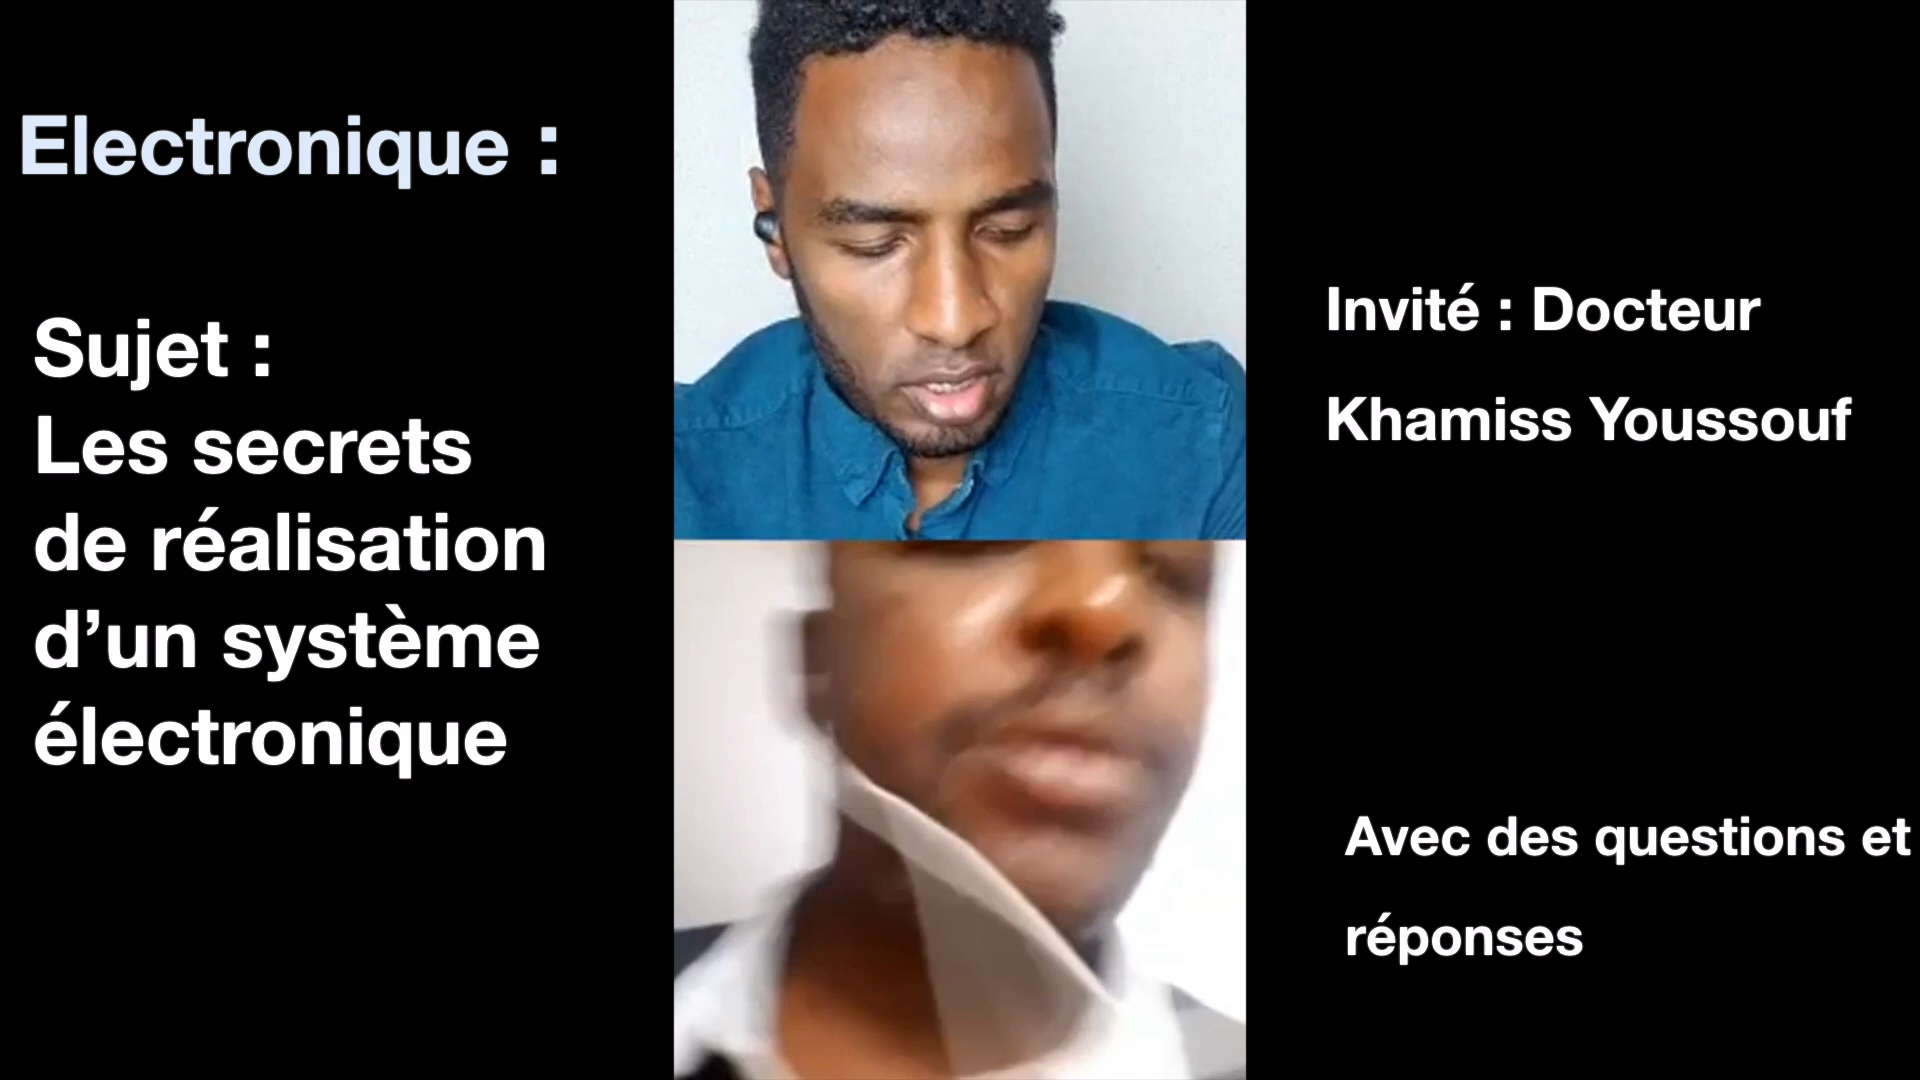 Electronique :
Sujet :
Les secrets
de réalisation
d’un système
électronique
Invité : Docteur
Khamiss Youssouf
Avec des questions et
réponses